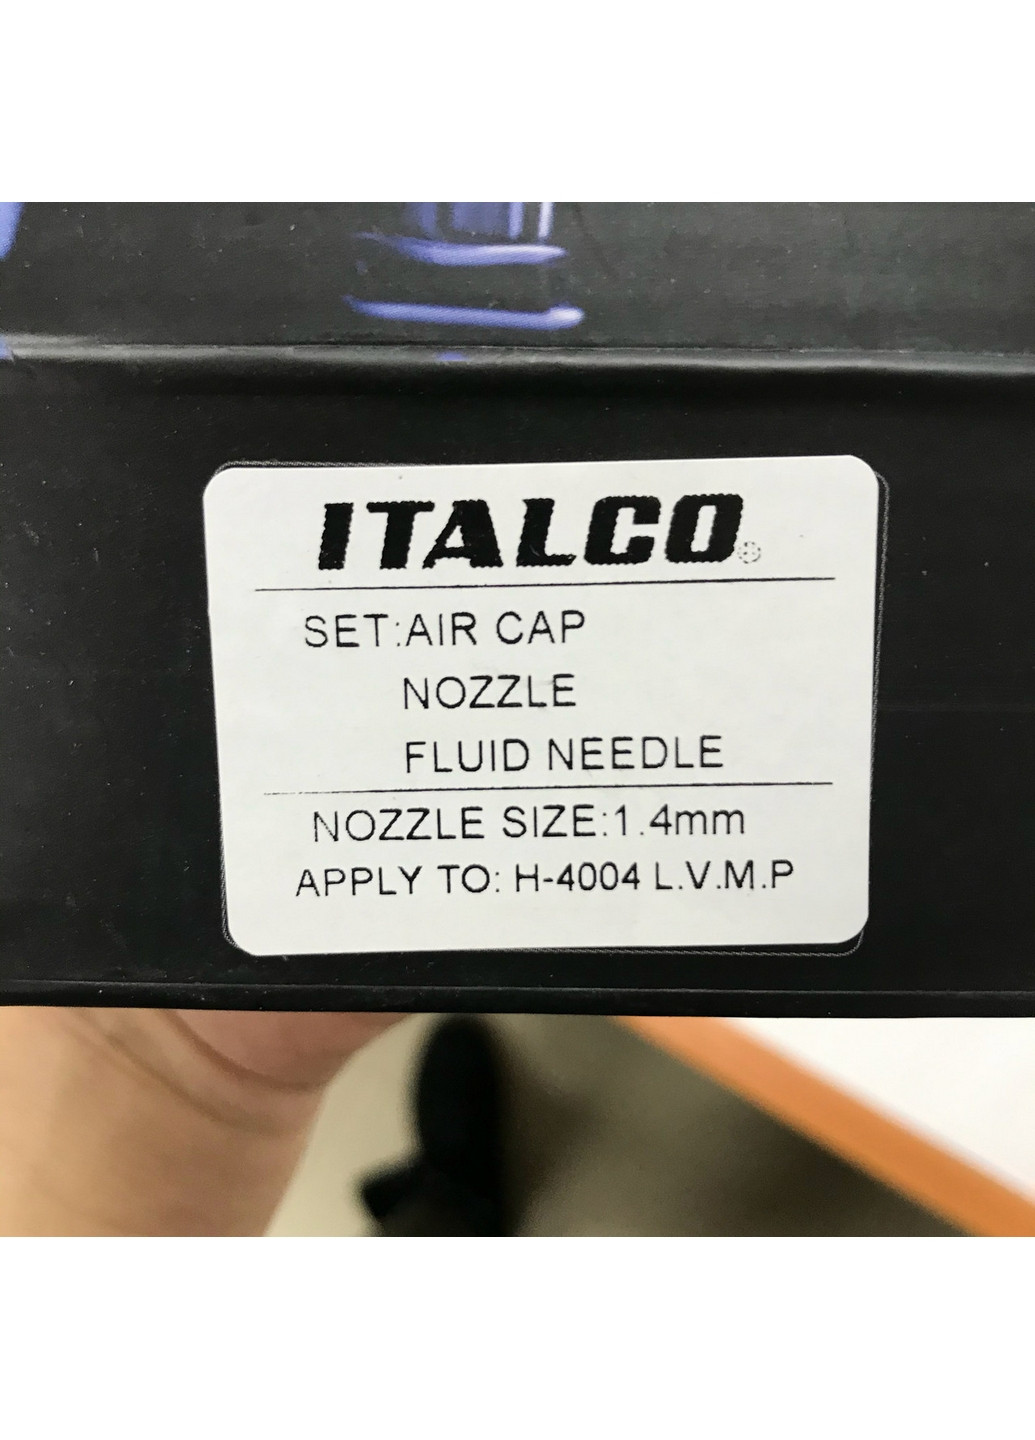 ITALCO®
SET:AIR CAP
NOZZLE
FLUID NEEDLE
NOZZLE SIZE:1.4mm
APPLY TO: H-4004 L.V.M.P